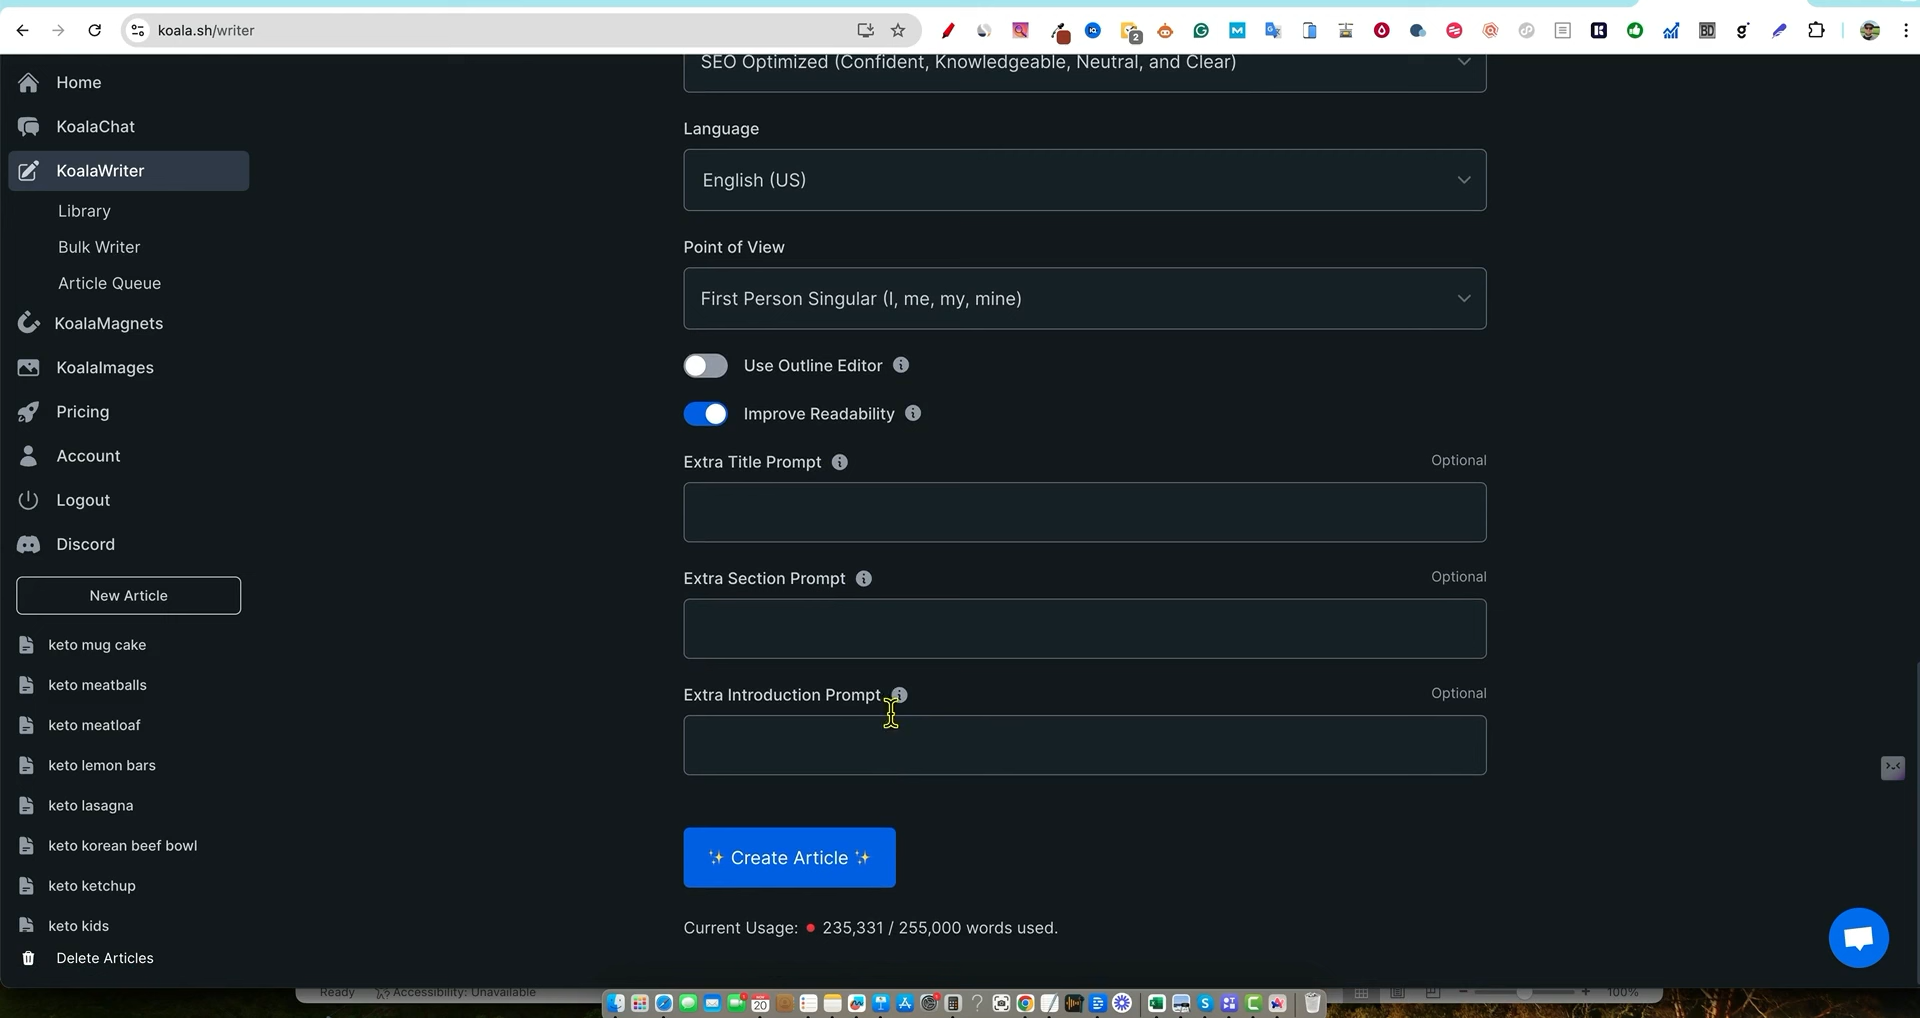 koala.sh/writer
2
BD
SEO Optimized (Confident, Knowledgeable, Neutral, and Clear)
Home
KoalaChat
KoalaWriter
Library
Bulk Writer
Article Queue
KoalaMagnets
KoalaImages
Pricing
Account
Logout
Discord
New Article
keto mug cake
keto meatballs
keto meatloaf
keto lemon bars
keto lasagna
keto korean beef bowl
keto ketchup
keto kids
Delete Articles
Language
English (US)
Point of View
First Person Singular (I, me, my, mine)
Use Outline Editor
Improve Readability
Extra Title Prompt
Optional
Extra Section Prompt
Optional
Extra Introduction Prompt
Optional
✨ Create Article ✨
Current Usage: 235,331 / 255,000 words used.
Ready
Accessibility: Unavailable
100%
20